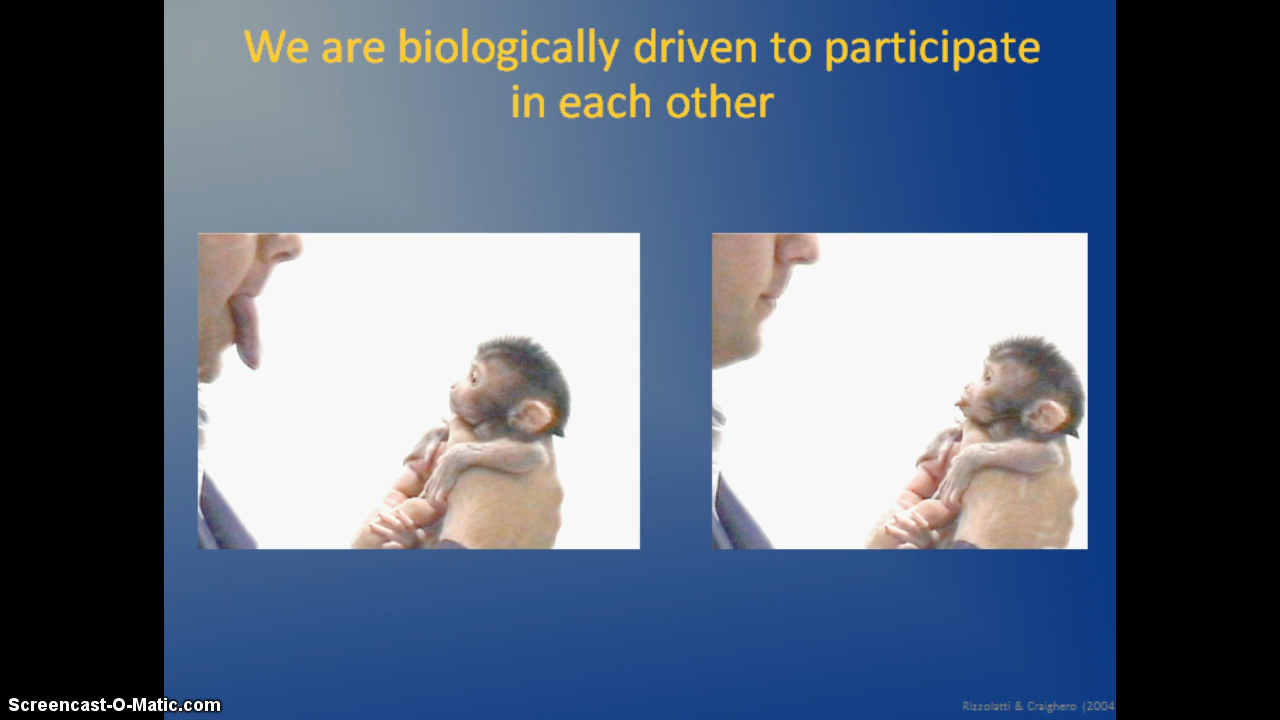 We are biologically driven to participate
in each other
Rizzolatti & Craighero (2004
Screencast-O-Matic.com